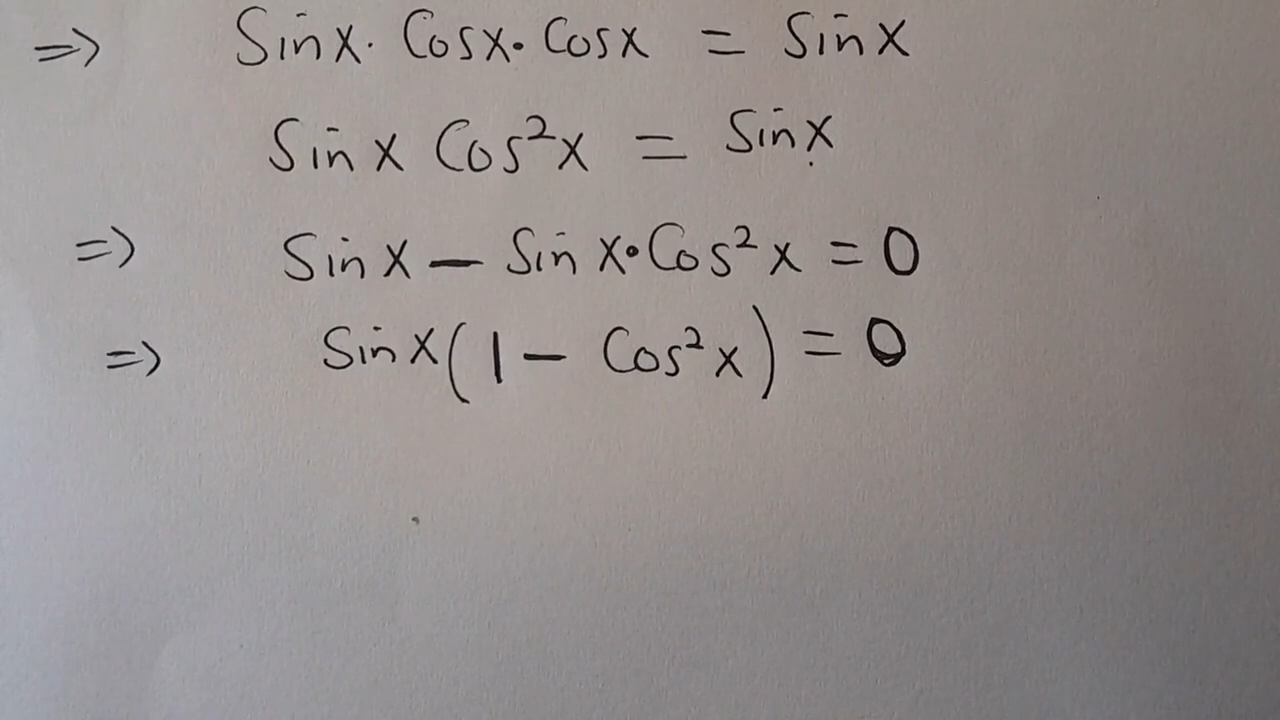 => Sinx. Cosx. Cosx = Sinx
Sinx Cos²x = Sinx
=> Sinx — Sinx•Cos²x = 0
=> Sinx(1 — Cos²x) = 0